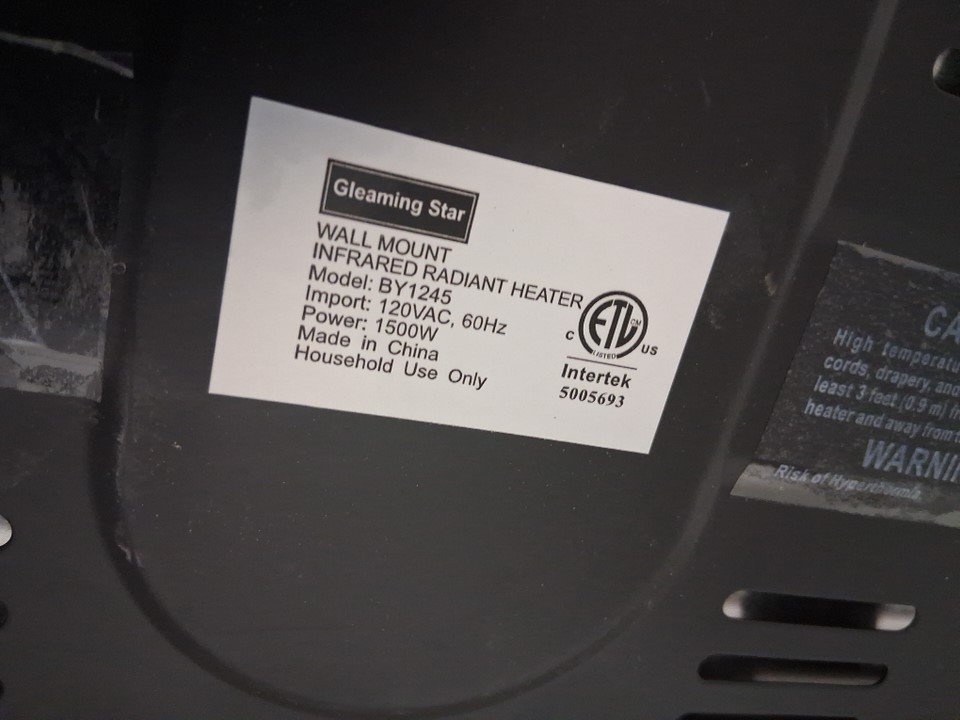 Gleaming Star
WALL MOUNT
INFRARED RADIANT HEATER
Model: BY1245
Import: 120VAC, 60Hz
Power: 1500W
Made in China
Household Use Only
ETL
CM
LISTED
C
US
Intertek
5005693
CA
High temperatu
cords, drapery, and
least 3 feet (0.9 m) f
heater and away from
WARNI
Risk of Hyperthermia.